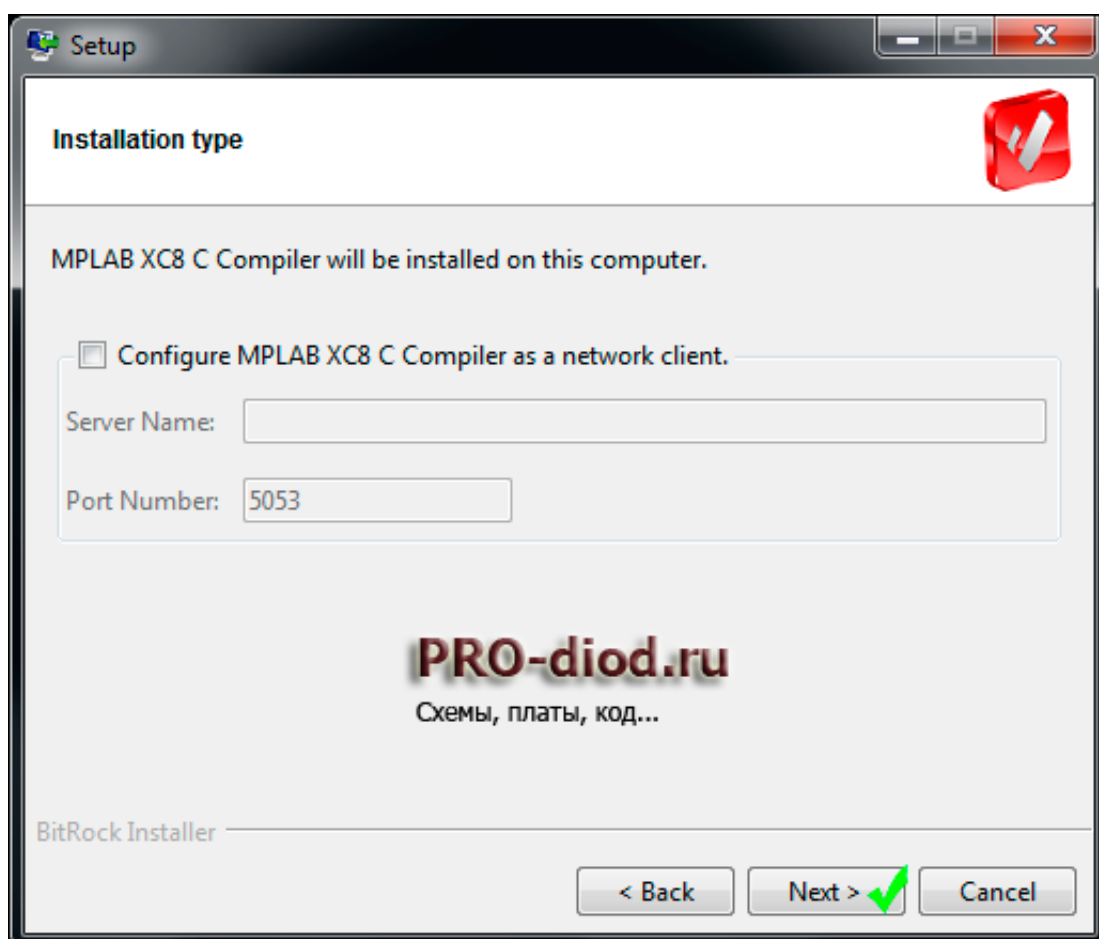 Setup
Installation type
MPLAB XC8 C Compiler will be installed on this computer.
Configure MPLAB XC8 C Compiler as a network client.
Server Name:
Port Number: 5053
PRO-diod.ru
Схемы, платы, код...
BitRock Installer
< Back Next > Cancel